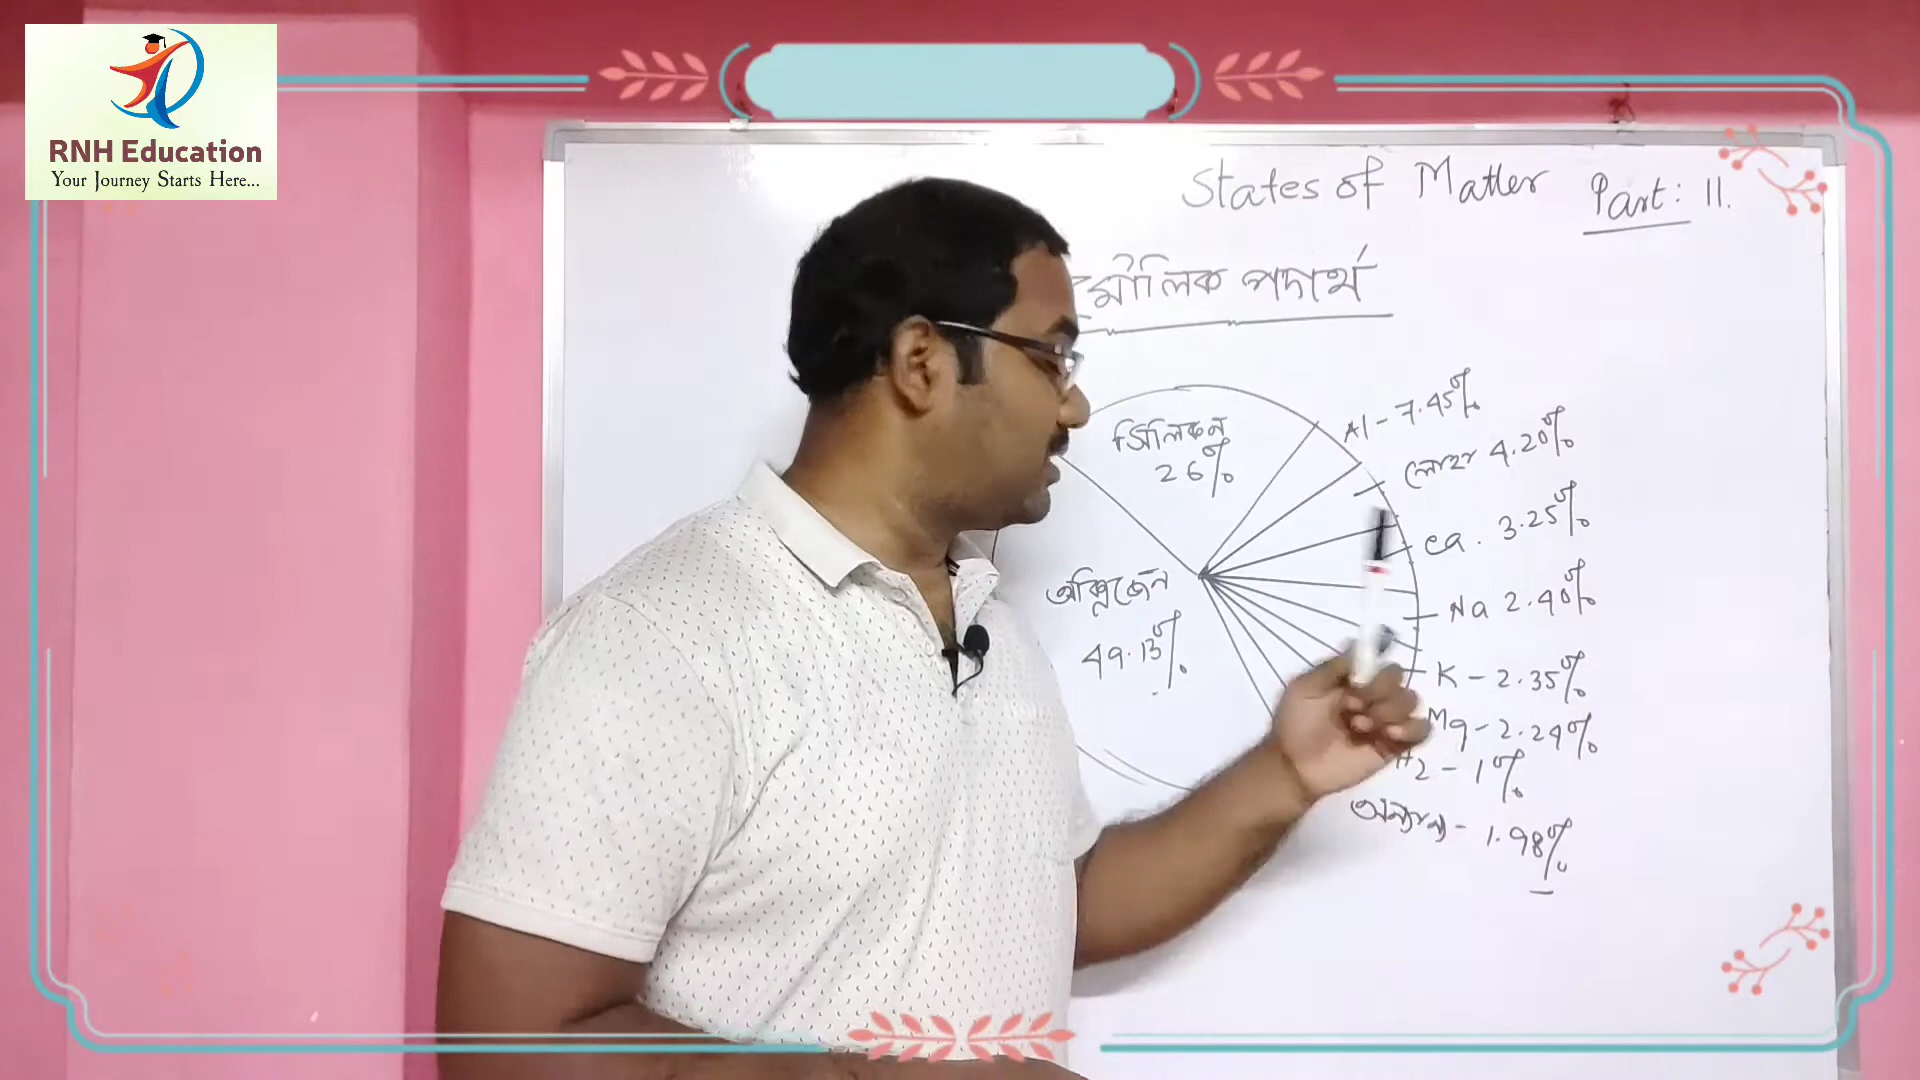 RNH Education
Your Journey Starts Here...
States of Matter Part: II.
মৌলিক পদার্থ
সিলিকন
26%
অক্সিজেন
49.13%
Al - 7.45%
লোহা 4.20%
Ca. 3.25%
Na 2.40%
K - 2.35%
Mg - 2.24%
H2 - 1%
অন্যান্য - 1.98%